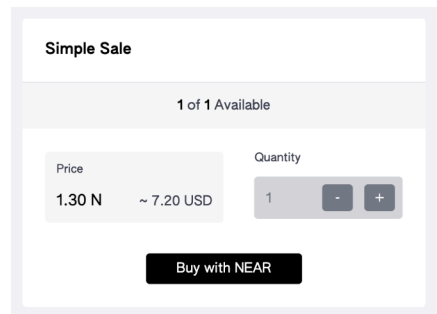 Simple Sale
1 of 1 Available
Price
1.30 N ~ 7.20 USD
Quantity
1 - +
Buy with NEAR